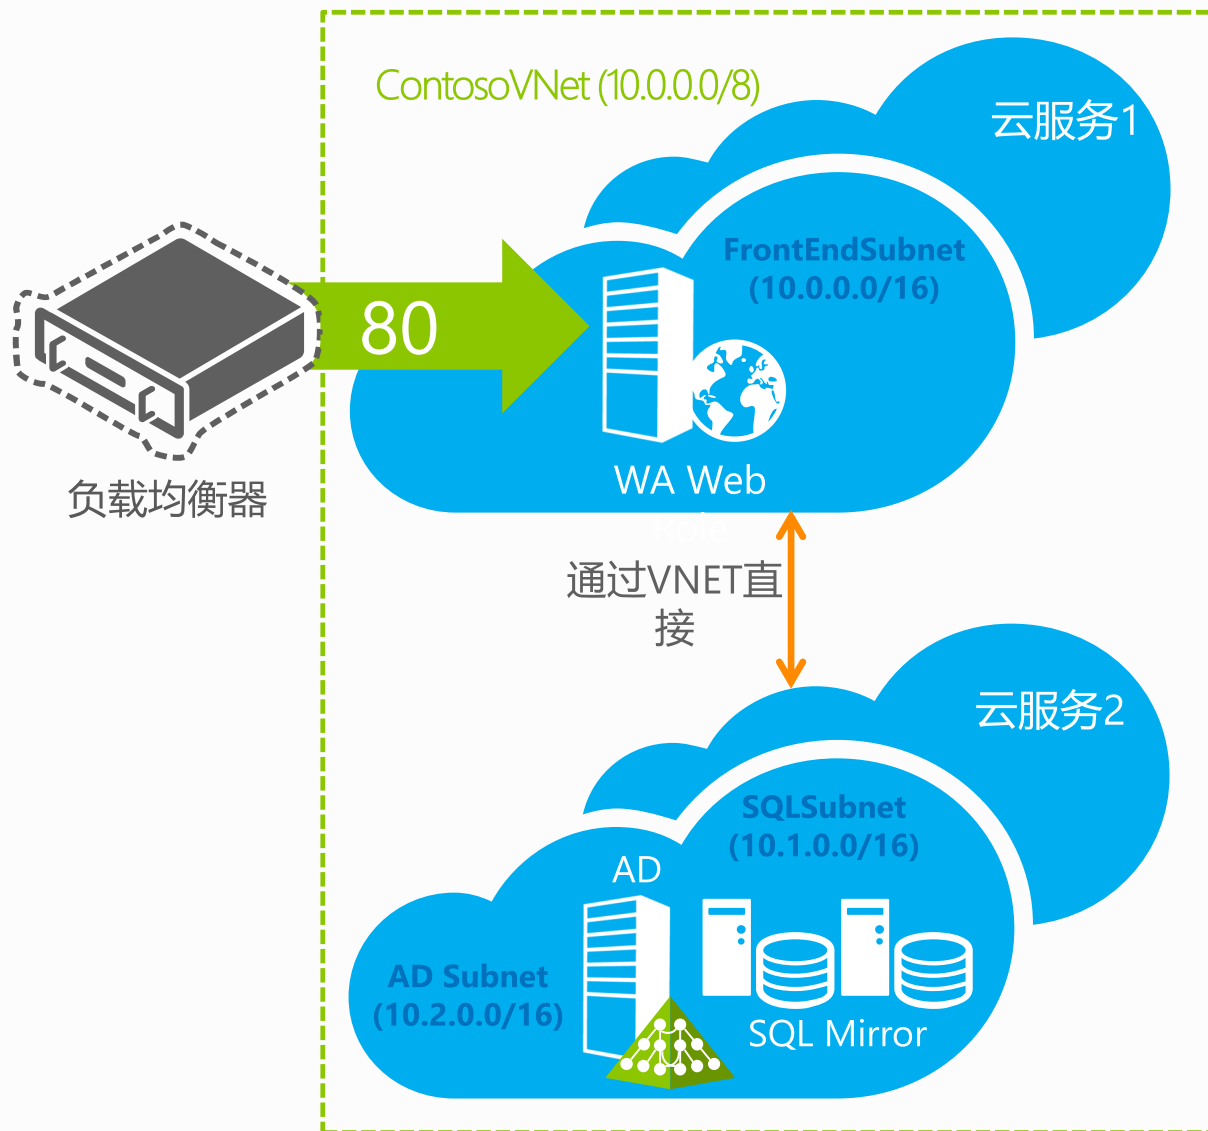 ContosoVNet (10.0.0.0/8)
云服务1
FrontEndSubnet
(10.0.0.0/16)
80
WA Web
Role
负载均衡器
通过VNET直
接
云服务2
SQLSubnet
(10.1.0.0/16)
AD
AD Subnet
(10.2.0.0/16)
SQL Mirror